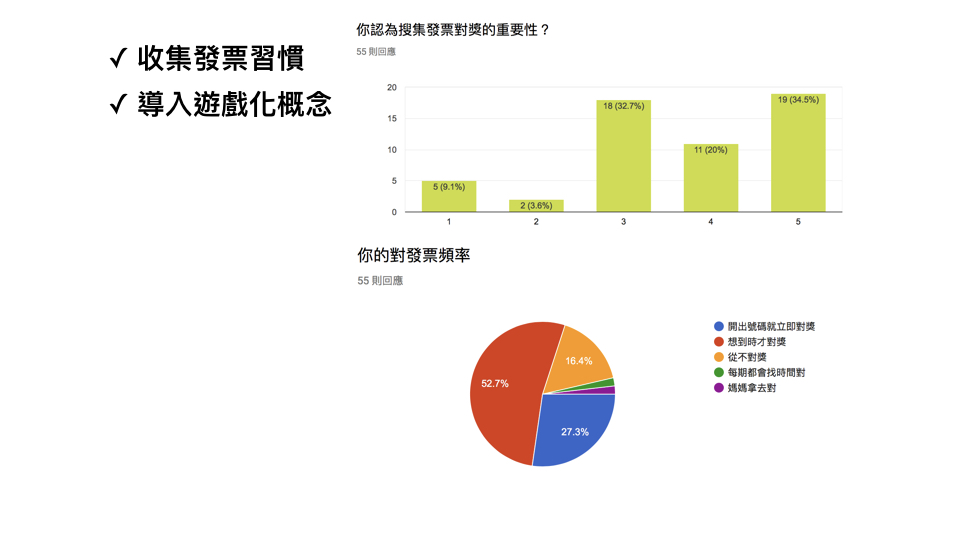 ✓ 收集發票習慣
✓ 導入遊戲化概念
你認為搜集發票對獎的重要性？
55 則回應
20
15
10
5
0
5 (9.1%)
2 (3.6%)
18 (32.7%)
11 (20%)
19 (34.5%)
1
2
3
4
5
你的對發票頻率
55 則回應
52.7%
16.4%
27.3%
開出號碼就立即對獎
想到時才對獎
從不對獎
每期都會找時間對
媽媽拿去對